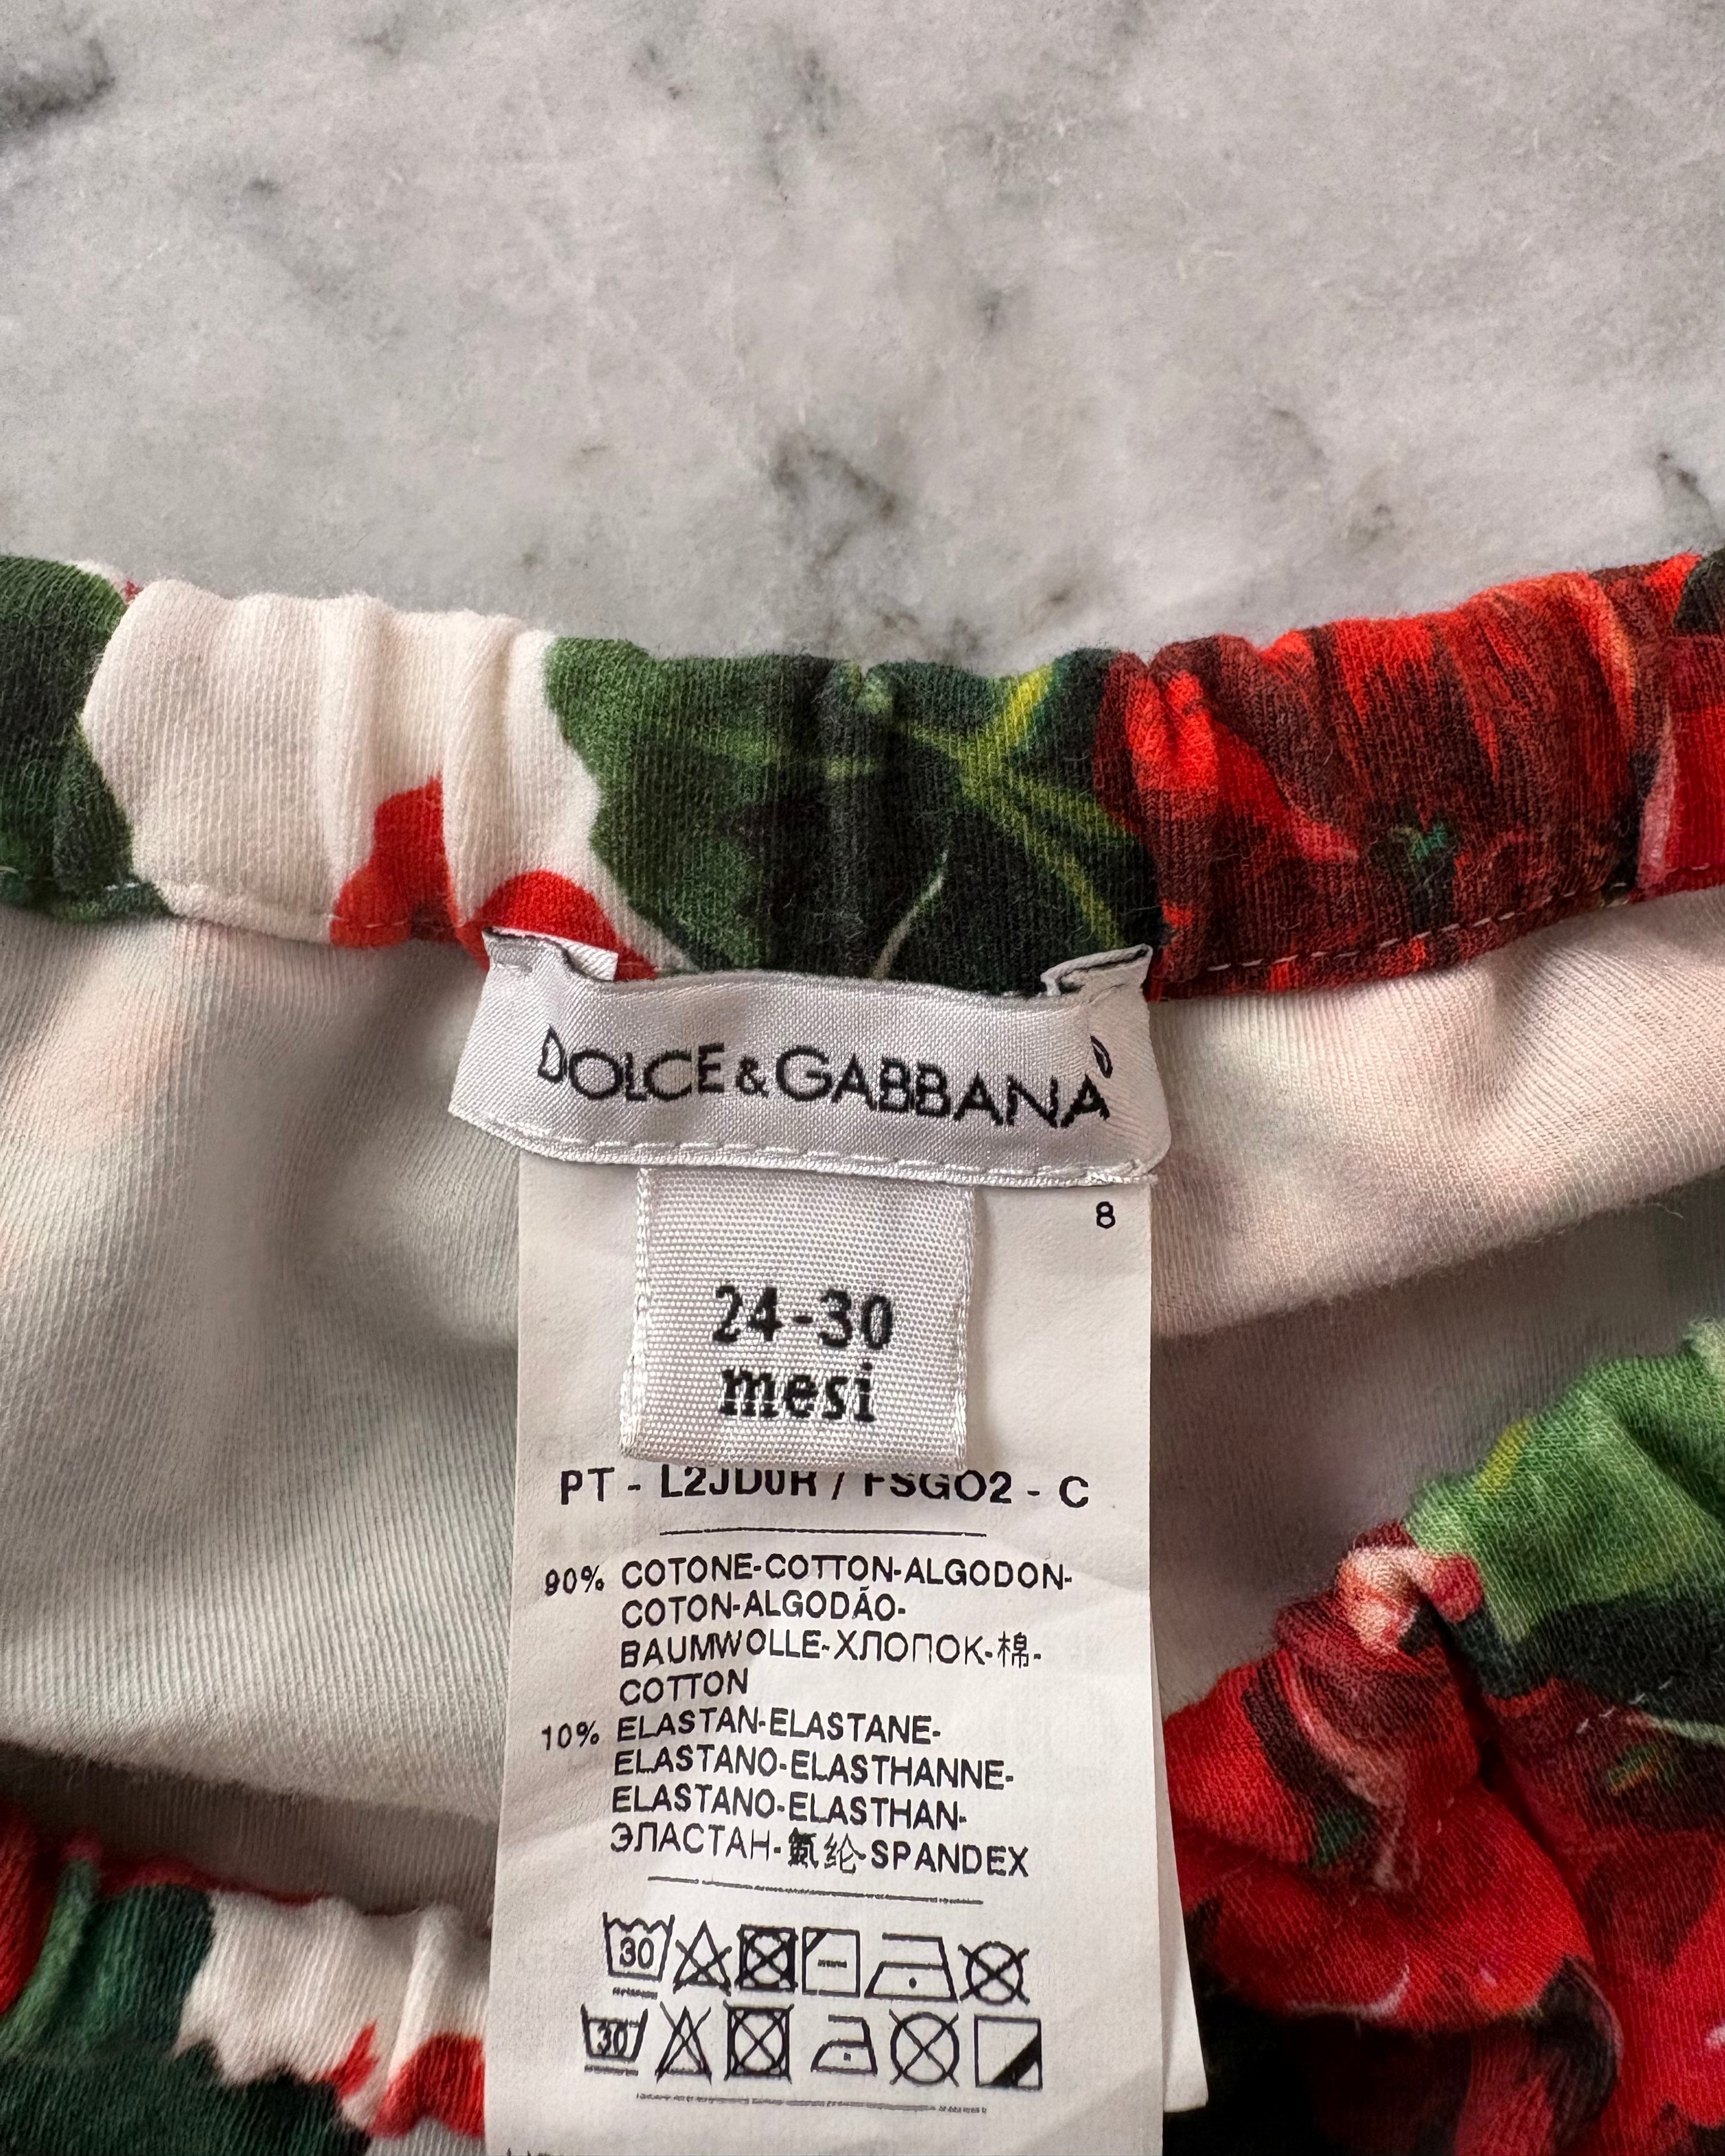 DOLCE&GABBANA
8
24-30
mesi
PT - L2JD0R / FSGO2 - C
90% COTONE-COTTON-ALGODON-
COTON-ALGODÃO-
BAUMWOLLE-ХЛОПОК-棉-
COTTON
10% ELASTAN-ELASTANE-
ELASTANO-ELASTHANNE-
ELASTANO-ELASTHAN-
ЭЛАСТАН-氨纶-SPANDEX
30
30